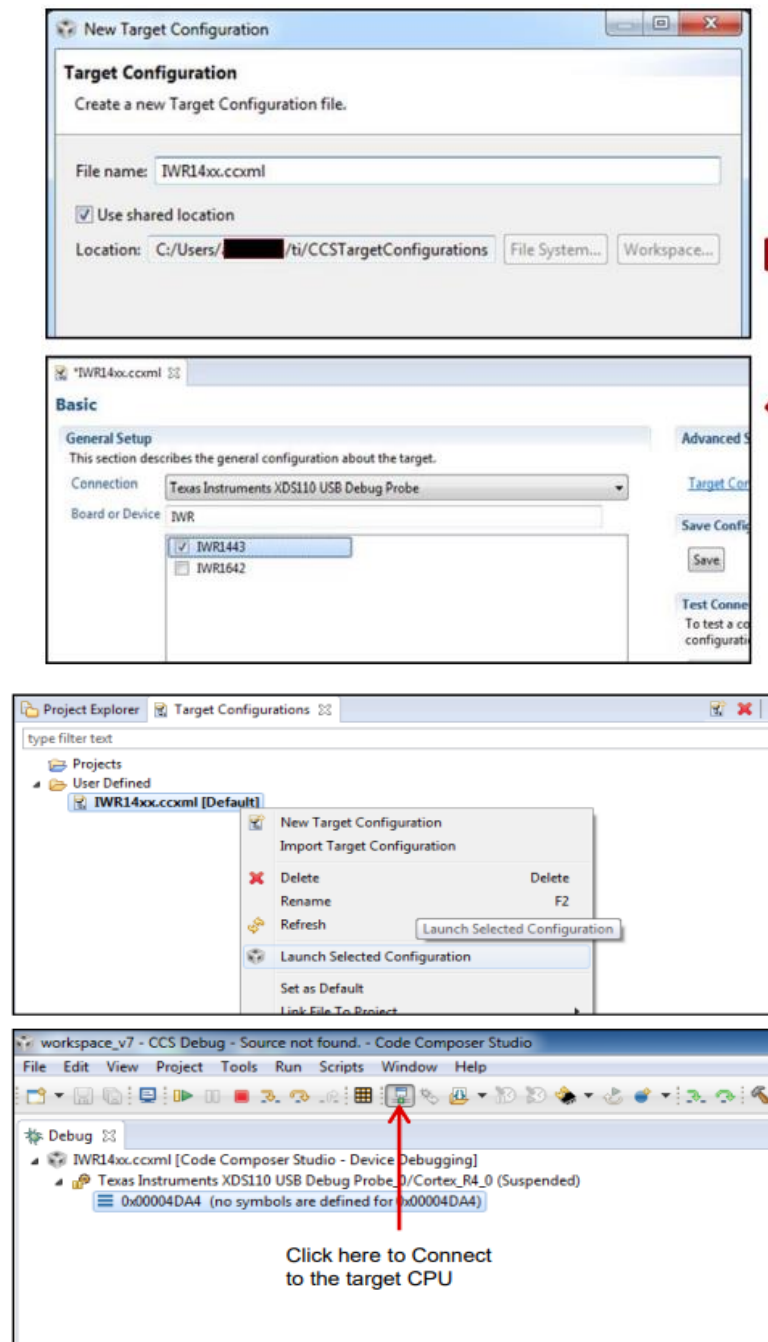 New Target Configuration
Target Configuration
Create a new Target Configuration file.
File name: IWR14xx.ccxml
Use shared location
Location: C:/Users/ /ti/CCSTargetConfigurations File System... Workspace...
*IWR14xx.ccxml
Basic
General Setup
This section describes the general configuration about the target.
Connection Texas Instruments XDS110 USB Debug Probe
Board or Device IWR
IWR1443
IWR1642
Advanced S
Target Con
Save Config
Save
Test Conne
To test a co
configurati
Project Explorer Target Configurations
type filter text
Projects
User Defined
IWR14xx.ccxml [Default]
New Target Configuration
Import Target Configuration
Delete Delete
Rename F2
Refresh
Launch Selected Configuration
Launch Selected Configuration
Set as Default
Link File To Project
workspace_v7 - CCS Debug - Source not found. - Code Composer Studio
File Edit View Project Tools Run Scripts Window Help
Debug
IWR14xx.ccxml [Code Composer Studio - Device Debugging]
Texas Instruments XDS110 USB Debug Probe_0/Cortex_R4_0 (Suspended)
0x00004DA4 (no symbols are defined for 0x00004DA4)
Click here to Connect
to the target CPU